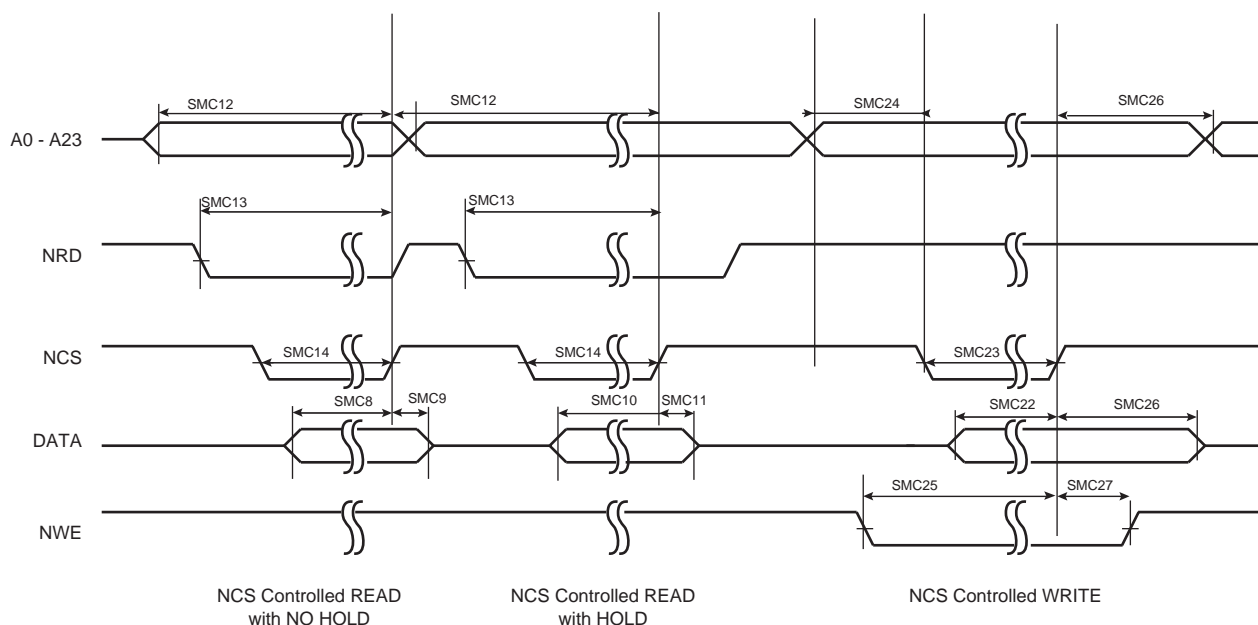 SMC12
SMC12
SMC24
SMC26
A0 - A23
SMC13
SMC13
NRD
NCS
SMC14
SMC14
SMC23
SMC8
SMC9
SMC10
SMC11
SMC22
SMC26
DATA
SMC25
SMC27
NWE
NCS Controlled READ
with NO HOLD
NCS Controlled READ
with HOLD
NCS Controlled WRITE